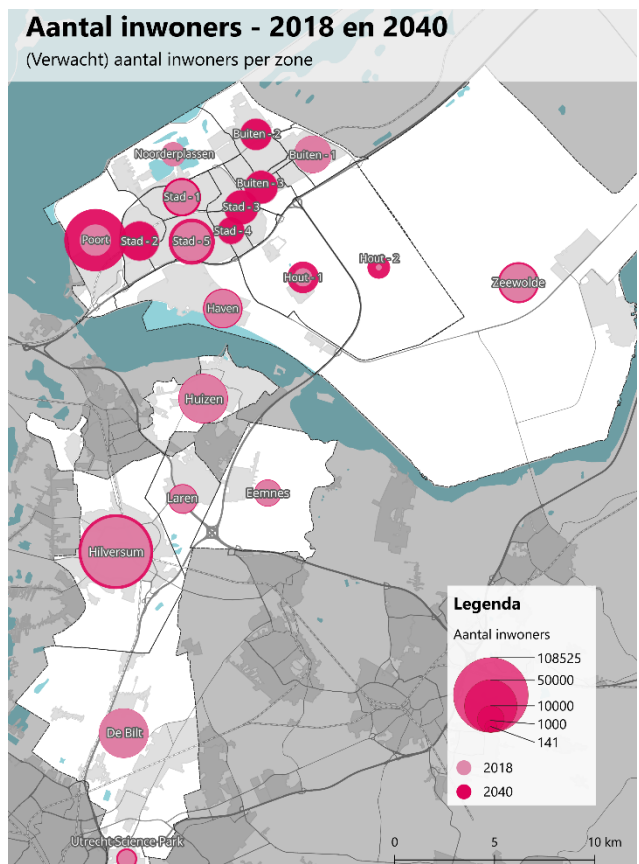 Aantal inwoners - 2018 en 2040
(Verwacht) aantal inwoners per zone
Buiten - 2
Noorderplassen
Buiten - 1
Buiten - 3
Stad - 1
Stad - 3
Stad - 4
Poort
Stad - 2
Stad - 5
Hout - 2
Hout - 1
Zeewolde
Haven
Huizen
Laren
Eemnes
Hilversum
De Bilt
Utrecht Science Park
Legenda
Aantal inwoners
108525
50000
10000
1000
141
2018
2040
0 5 10 km